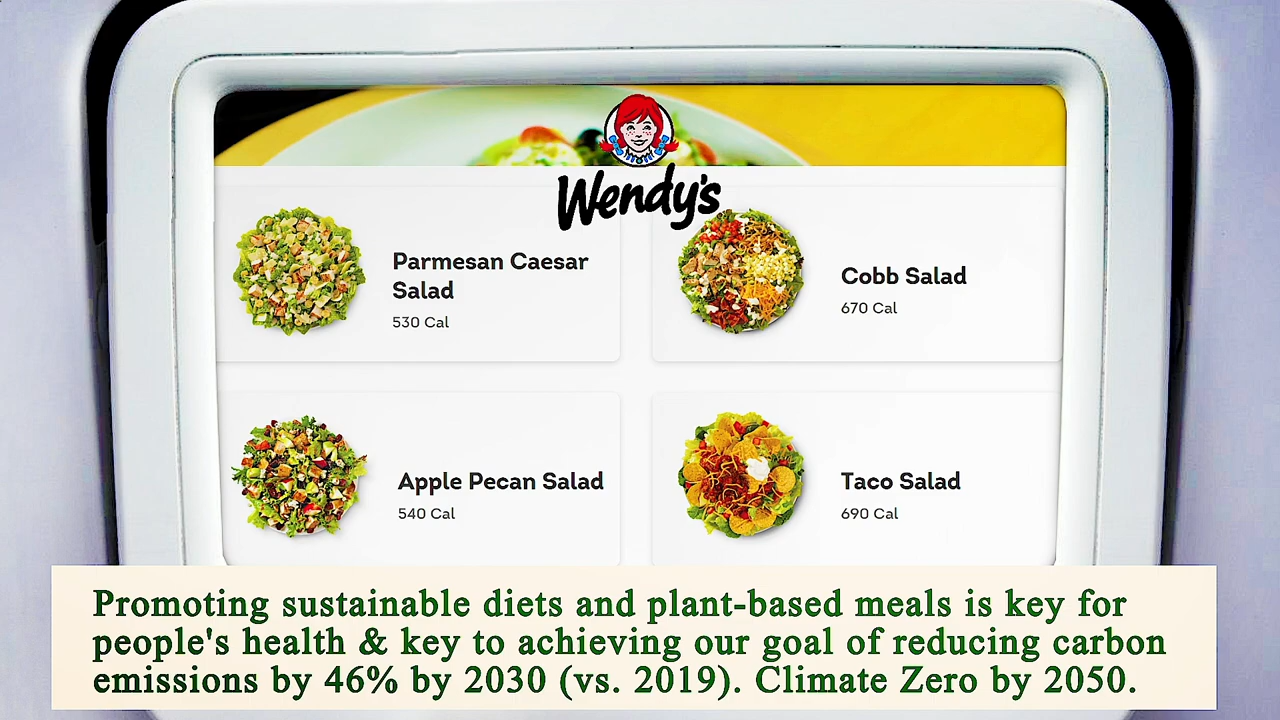 Wendy's
Parmesan Caesar
Salad
530 Cal
Cobb Salad
670 Cal
Apple Pecan Salad
540 Cal
Taco Salad
690 Cal
Promoting sustainable diets and plant-based meals is key for
people's health & key to achieving our goal of reducing carbon
emissions by 46% by 2030 (vs. 2019). Climate Zero by 2050.